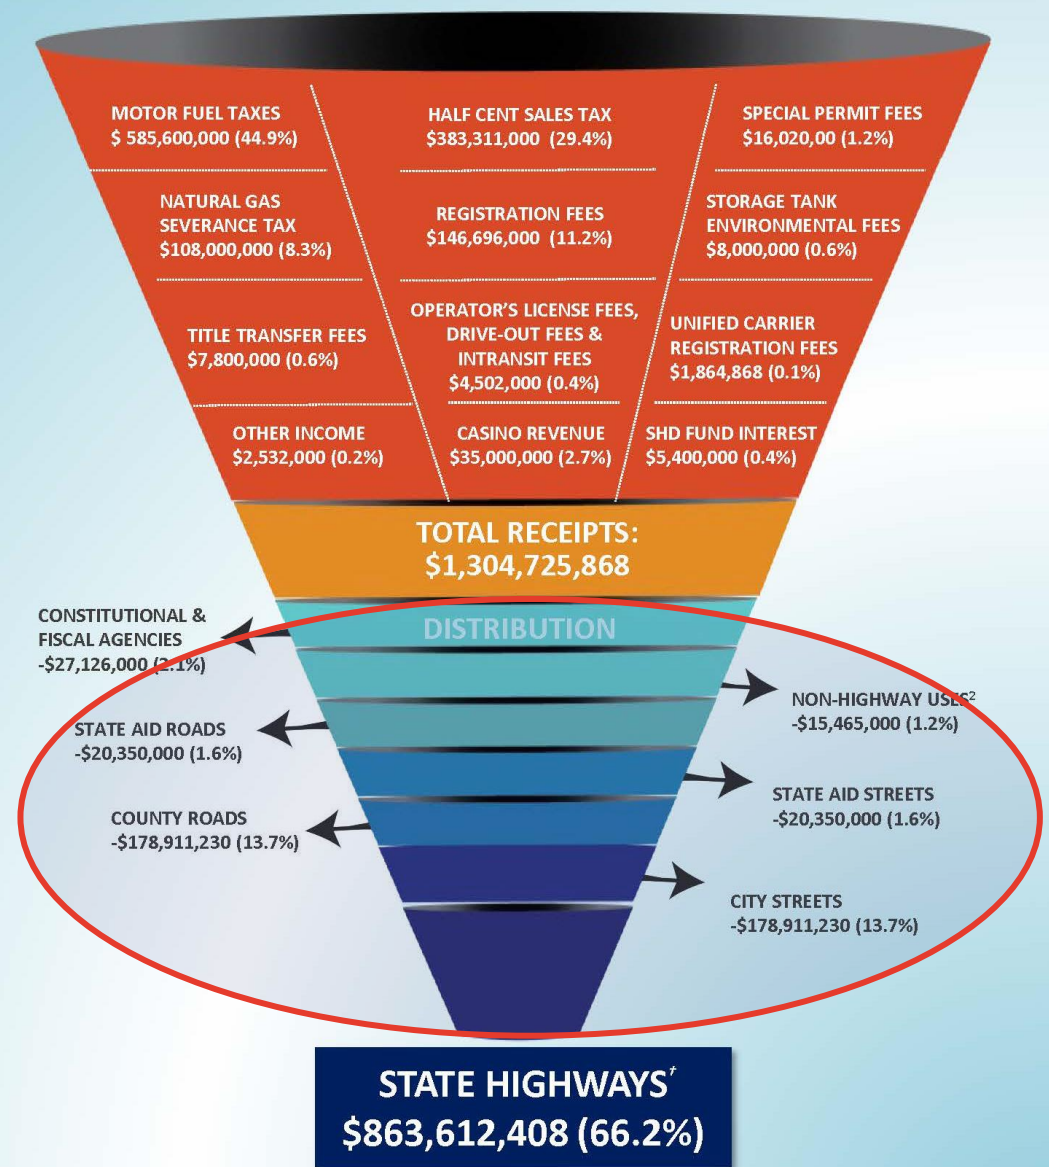 MOTOR FUEL TAXES
$ 585,600,000 (44.9%)
HALF CENT SALES TAX
$383,311,000 (29.4%)
SPECIAL PERMIT FEES
$16,020,00 (1.2%)
NATURAL GAS
SEVERANCE TAX
$108,000,000 (8.3%)
REGISTRATION FEES
$146,696,000 (11.2%)
STORAGE TANK
ENVIRONMENTAL FEES
$8,000,000 (0.6%)
TITLE TRANSFER FEES
$7,800,000 (0.6%)
OPERATOR'S LICENSE FEES,
DRIVE-OUT FEES &
INTRANSIT FEES
$4,502,000 (0.4%)
UNIFIED CARRIER
REGISTRATION FEES
$1,864,868 (0.1%)
OTHER INCOME
$2,532,000 (0.2%)
CASINO REVENUE
$35,000,000 (2.7%)
SHD FUND INTEREST
$5,400,000 (0.4%)
TOTAL RECEIPTS:
$1,304,725,868
DISTRIBUTION
CONSTITUTIONAL &
FISCAL AGENCIES
-$27,126,000 (2.1%)
NON-HIGHWAY USES²
-$15,465,000 (1.2%)
STATE AID ROADS
-$20,350,000 (1.6%)
STATE AID STREETS
-$20,350,000 (1.6%)
COUNTY ROADS
-$178,911,230 (13.7%)
CITY STREETS
-$178,911,230 (13.7%)
STATE HIGHWAYS†
$863,612,408 (66.2%)